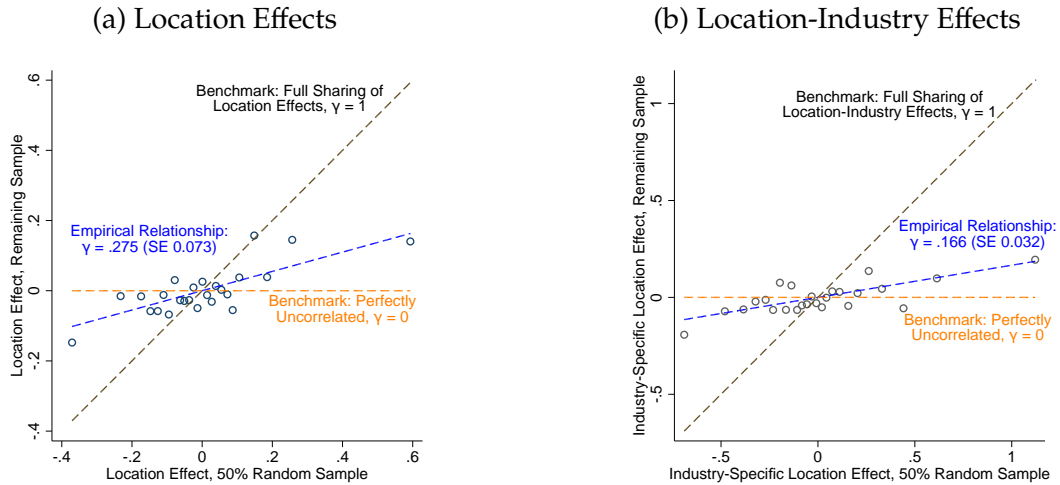 (a) Location Effects
Location Effect, Remaining Sample
.6
.4
.2
0
-.2
-.4
Benchmark: Full Sharing of
Location Effects, γ = 1
Empirical Relationship:
γ = .275 (SE 0.073)
Benchmark: Perfectly
Uncorrelated, γ = 0
-.4
-.2
0
.2
.4
.6
Location Effect, 50% Random Sample
(b) Location-Industry Effects
Industry-Specific Location Effect, Remaining Sample
1
.5
0
-.5
Benchmark: Full Sharing of
Location-Industry Effects, γ = 1
Empirical Relationship:
γ = .166 (SE 0.032)
Benchmark: Perfectly
Uncorrelated, γ = 0
-.5
0
.5
1
Industry-Specific Location Effect, 50% Random Sample